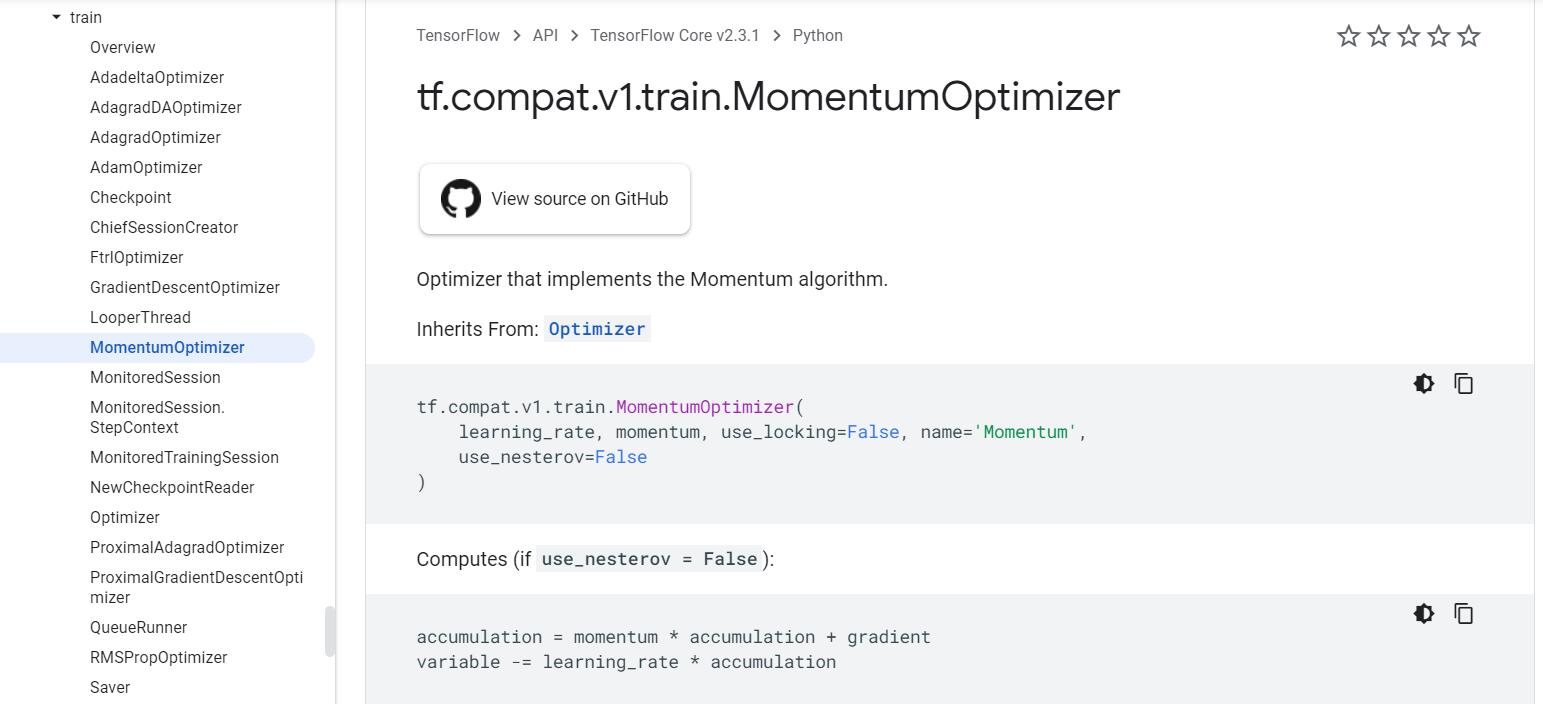 train
Overview
AdadeltaOptimizer
AdagradDAOptimizer
AdagradOptimizer
AdamOptimizer
Checkpoint
ChiefSessionCreator
FtrlOptimizer
GradientDescentOptimizer
LooperThread
MomentumOptimizer
MonitoredSession
MonitoredSession.
StepContext
MonitoredTrainingSession
NewCheckpointReader
Optimizer
ProximalAdagradOptimizer
ProximalGradientDescentOpti
mizer
QueueRunner
RMSPropOptimizer
Saver
TensorFlow > API > TensorFlow Core v2.3.1 > Python
tf.compat.v1.train.MomentumOptimizer
View source on GitHub
Optimizer that implements the Momentum algorithm.
Inherits From: Optimizer
tf.compat.v1.train.MomentumOptimizer(
    learning_rate, momentum, use_locking=False, name='Momentum',
    use_nesterov=False
)
Computes (if use_nesterov = False ):
accumulation = momentum * accumulation + gradient
variable -= learning_rate * accumulation